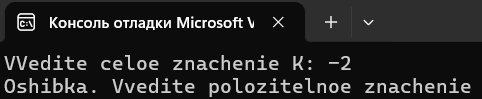 Консоль отладки Microsoft V
VVedite celoe znachenie K: -2
Oshibka. Vvedite polozitelnoe znachenie